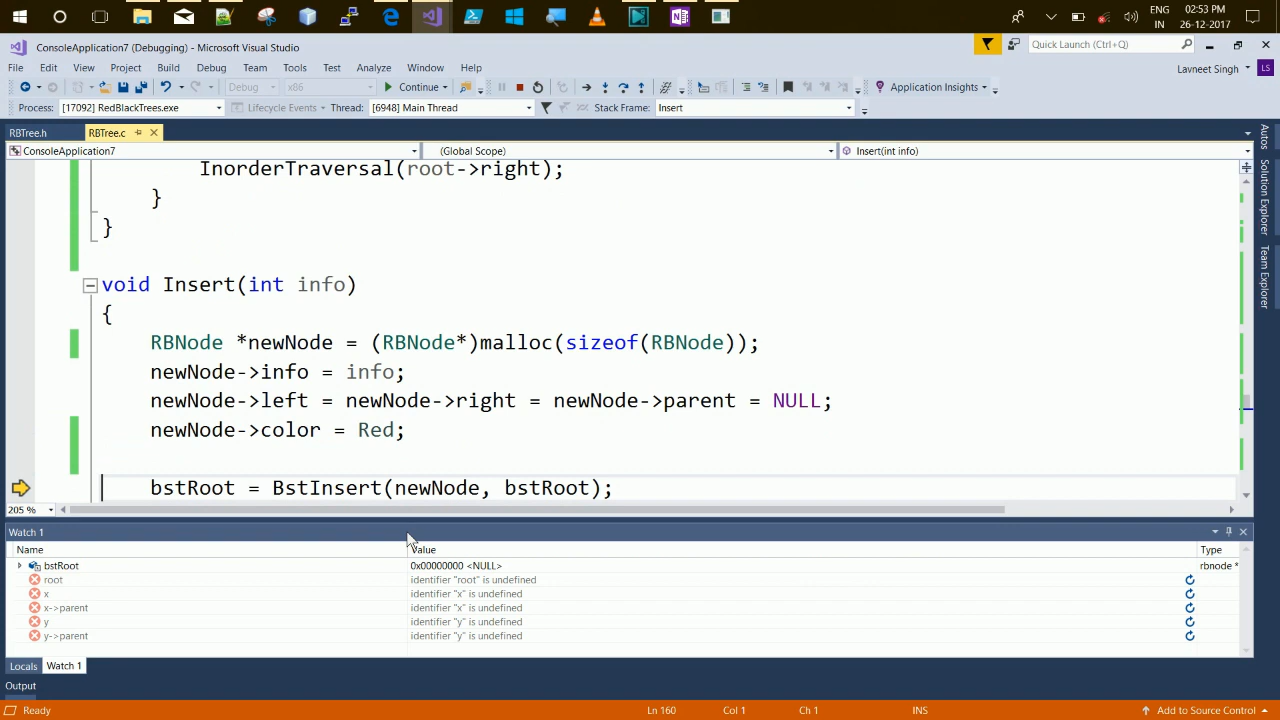 ENG
02:53 PM
IN
26-12-2017
ConsoleApplication7 (Debugging) - Microsoft Visual Studio
Quick Launch (Ctrl+Q)
File Edit View Project Build Debug Team Tools Test Analyze Window Help
Lavneet Singh LS
Debug x86 Continue Application Insights
Process: [17092] RedBlackTrees.exe Lifecycle Events Thread: [6948] Main Thread Stack Frame: Insert
RBTree.h RBTree.c
ConsoleApplication7 (Global Scope) Insert(int info)
InorderTraversal(root->right);
}
}
void Insert(int info)
{
RBNode *newNode = (RBNode*)malloc(sizeof(RBNode));
newNode->info = info;
newNode->left = newNode->right = newNode->parent = NULL;
newNode->color = Red;
bstRoot = BstInsert(newNode, bstRoot);
205 %
Watch 1
Name Value Type
bstRoot 0x00000000 <NULL> rbnode *
root identifier "root" is undefined
x identifier "x" is undefined
x->parent identifier "x" is undefined
y identifier "y" is undefined
y->parent identifier "y" is undefined
Locals Watch 1
Output
Ready Ln 160 Col 1 Ch 1 INS Add to Source Control
Autos
Solution Explorer
Team Explorer